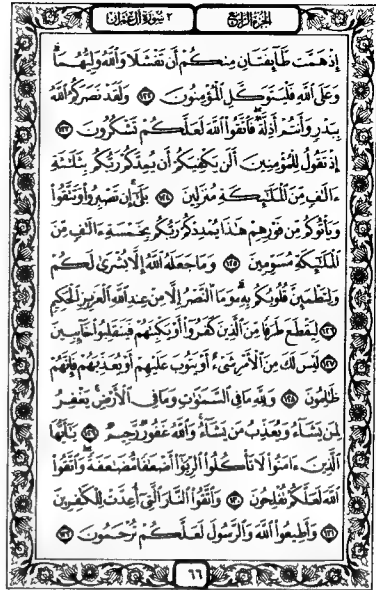 الجزء الرابع
سورة آل عمران
إِذْ هَمَّت طَّآئِفَتَانِ مِنكُمْ أَن تَفْشَلَا وَٱللَّهُ وَلِيُّهُمَا ۗ
وَعَلَى ٱللَّهِ فَلْيَتَوَكَّلِ ٱلْمُؤْمِنُونَ ١٢٢ وَلَقَدْ نَصَرَكُمُ ٱللَّهُ
بِبَدْرٍ وَأَنتُمْ أَذِلَّةٌ ۖ فَٱتَّقُوا۟ ٱللَّهَ لَعَلَّكُمْ تَشْكُرُونَ ١٢٣
إِذْ تَقُولُ لِلْمُؤْمِنِينَ أَلَن يَكْفِيَكُمْ أَن يُمِدَّكُمْ رَبُّكُم بِثَلَٰثَةِ
ءَالَٰفٍ مِّنَ ٱلْمَلَٰٓئِكَةِ مُنزَلِينَ ١٢٤ بَلَىٰٓ ۚ إِن تَصْبِرُوا۟ وَتَتَّقُوا۟
وَيَأْتُوكُم مِّن فَوْرِهِمْ هَٰذَا يُمْدِدْكُمْ رَبُّكُم بِخَمْسَةِ ءَالَٰفٍ مِّنَ
ٱلْمَلَٰٓئِكَةِ مُسَوِّمِينَ ١٢٥ وَمَا جَعَلَهُ ٱللَّهُ إِلَّا بُشْرَىٰ لَكُمْ
وَلِتَطْمَئِنَّ قُلُوبُكُم بِهِۦ ۗ وَمَا ٱلنَّصْرُ إِلَّا مِنْ عِندِ ٱللَّهِ ٱلْعَزِيزِ ٱلْحَكِيمِ
١٢٦ لِيَقْطَعَ طَرَفًا مِّنَ ٱلَّذِينَ كَفَرُوٓا۟ أَوْ يَكْبِتَهُمْ فَيَنقَلِبُوا۟ خَآئِبِينَ
١٢٧ لَيْسَ لَكَ مِنَ ٱلْأَمْرِ شَىْءٌ أَوْ يَتُوبَ عَلَيْهِمْ أَوْ يُعَذِّبَهُمْ فَإِنَّهُمْ
ظَٰلِمُونَ ١٢٨ وَلِلَّهِ مَا فِى ٱلسَّمَٰوَٰتِ وَمَا فِى ٱلْأَرْضِ ۚ يَغْفِرُ
لِمَن يَشَآءُ وَيُعَذِّبُ مَن يَشَآءُ ۚ وَٱللَّهُ غَفُورٌ رَّحِيمٌ ١٢٩ يَٰٓأَيُّهَا
ٱلَّذِينَ ءَامَنُوا۟ لَا تَأْكُلُوا۟ ٱلرِّبَوٰٓا۟ أَضْعَٰفًا مُّضَٰعَفَةً ۖ وَٱتَّقُوا۟
ٱللَّهَ لَعَلَّكُمْ تُفْلِحُونَ ١٣٠ وَٱتَّقُوا۟ ٱلنَّارَ ٱلَّتِىٓ أُعِدَّتْ لِلْكَٰفِرِينَ
١٣١ وَأَطِيعُوا۟ ٱللَّهَ وَٱلرَّسُولَ لَعَلَّكُمْ تُرْحَمُونَ ١٣٢
٦٦